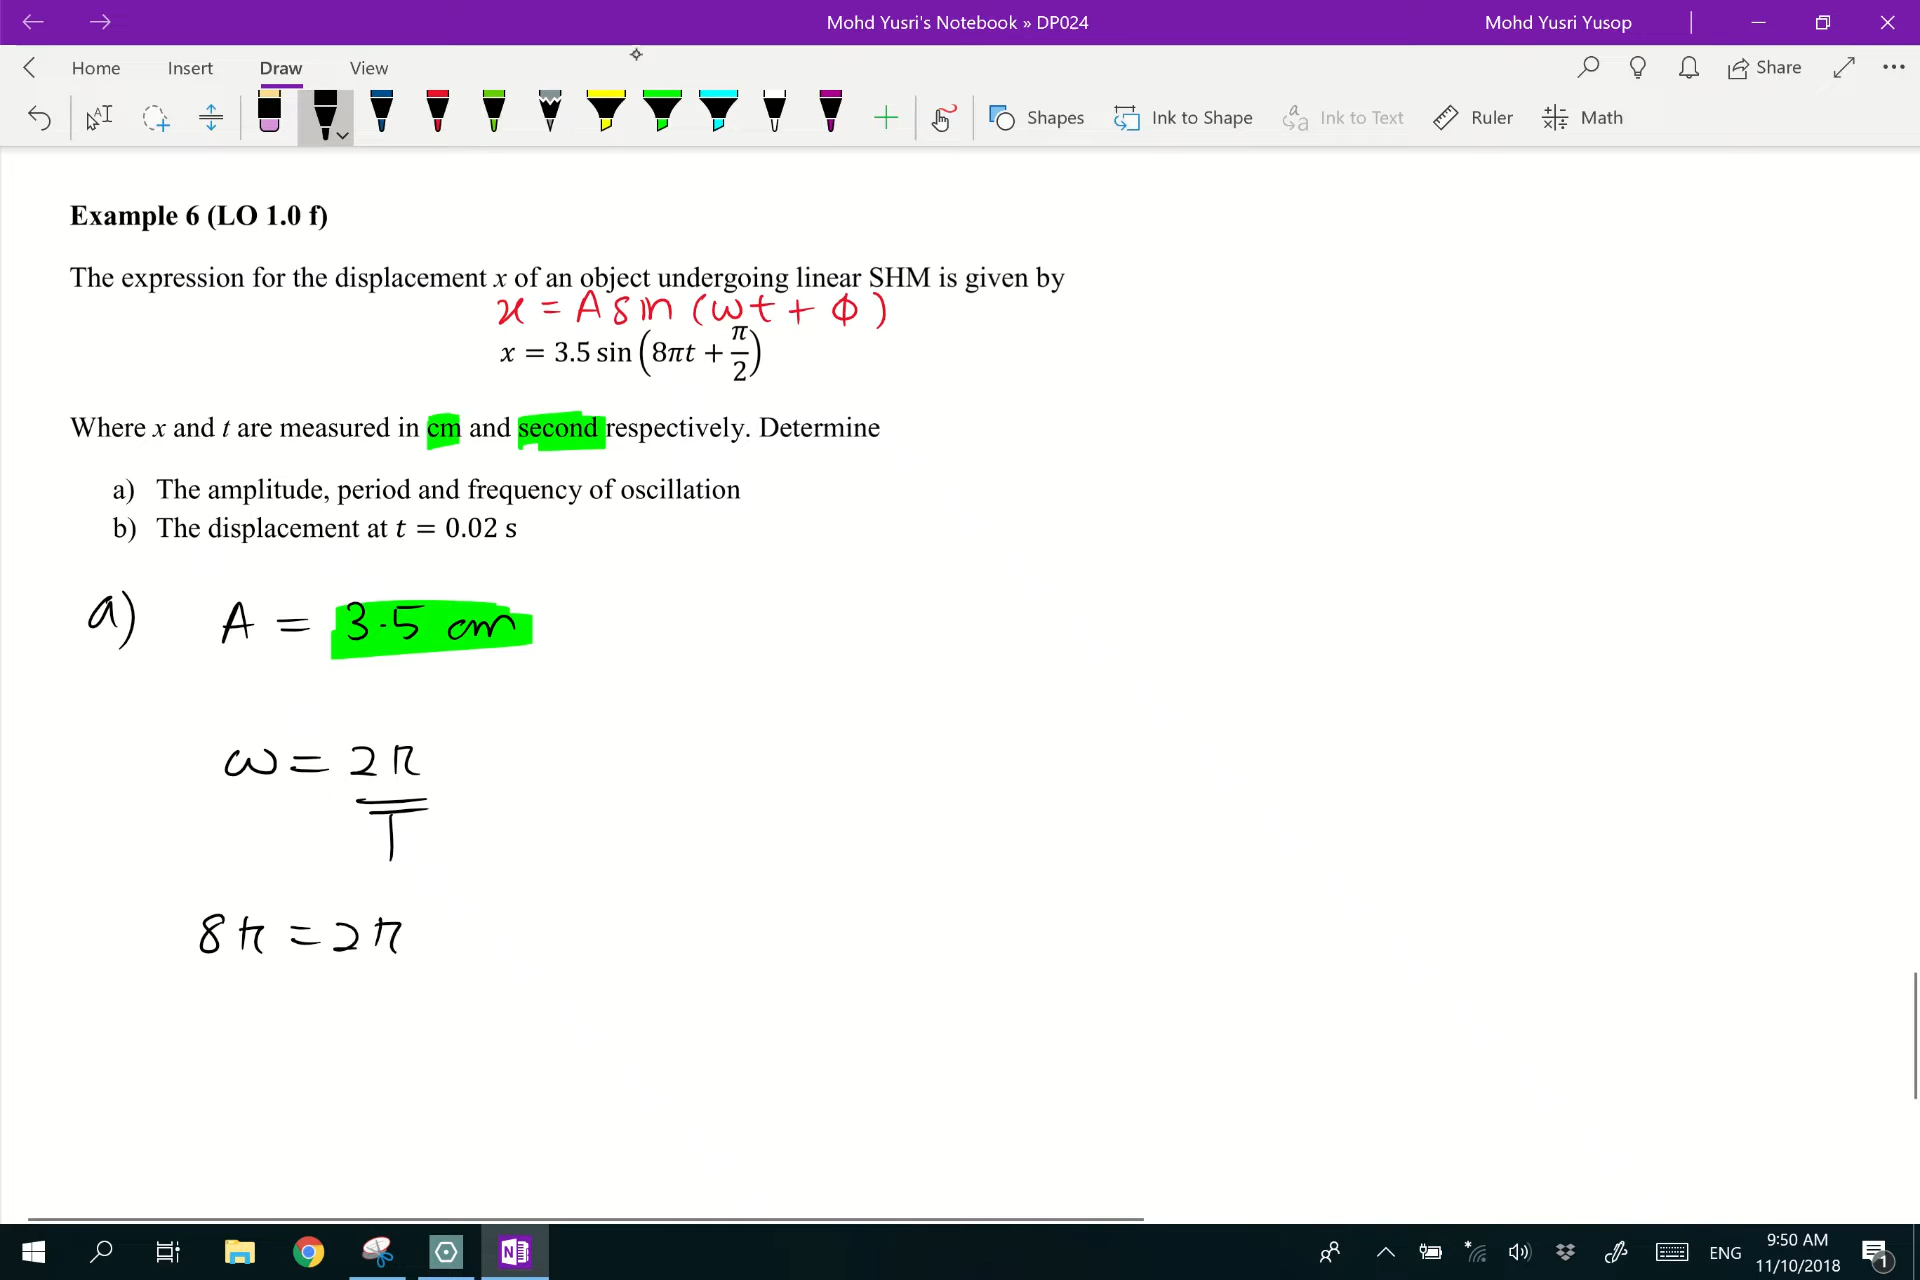 Mohd Yusri's Notebook » DP024
Mohd Yusri Yusop
Home Insert Draw View
Share
Shapes Ink to Shape Ink to Text Ruler Math
Example 6 (LO 1.0 f)
The expression for the displacement x of an object undergoing linear SHM is given by
x = A sin (ωt + φ)
x = 3.5 sin (8πt + π/2)
Where x and t are measured in cm and second respectively. Determine
a) The amplitude, period and frequency of oscillation
b) The displacement at t = 0.02 s
a) A = 3.5 cm
ω = 2π
T
8π = 2π
ENG
9:50 AM
11/10/2018
1